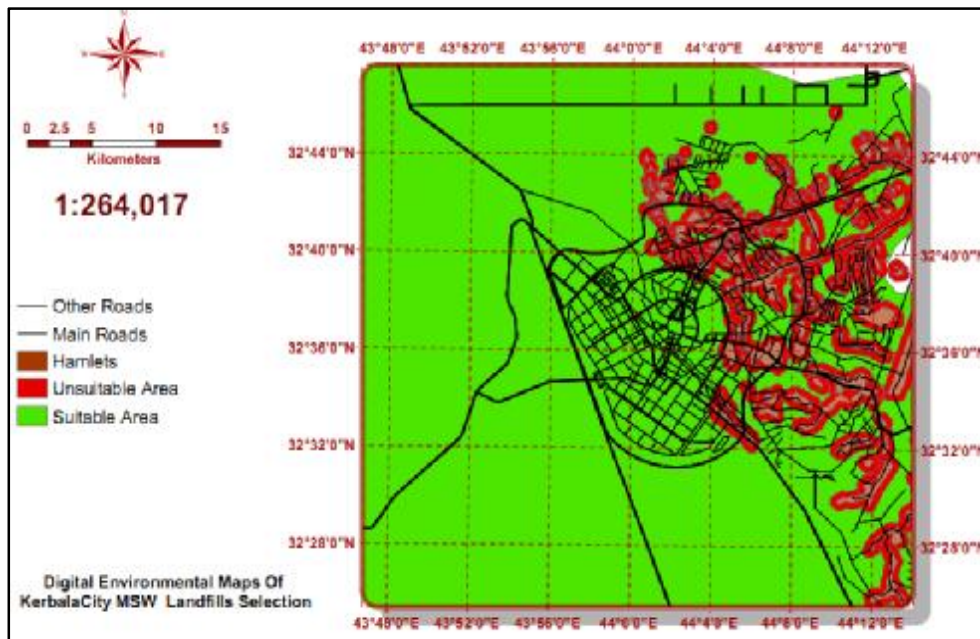 0 2.5 5 10 15
Kilometers
1:264,017
Other Roads
Main Roads
Hamlets
Unsuitable Area
Suitable Area
Digital Environmental Maps Of
KerbalaCity MSW Landfills Selection
43°48'0"E 43°52'0"E 43°56'0"E 44°0'0"E 44°4'0"E 44°8'0"E 44°12'0"E
32°44'0"N 32°44'0"N
32°40'0"N 32°40'0"N
32°36'0"N 32°36'0"N
32°32'0"N 32°32'0"N
32°28'0"N 32°28'0"N
43°48'0"E 43°52'0"E 43°56'0"E 44°0'0"E 44°4'0"E 44°8'0"E 44°12'0"E